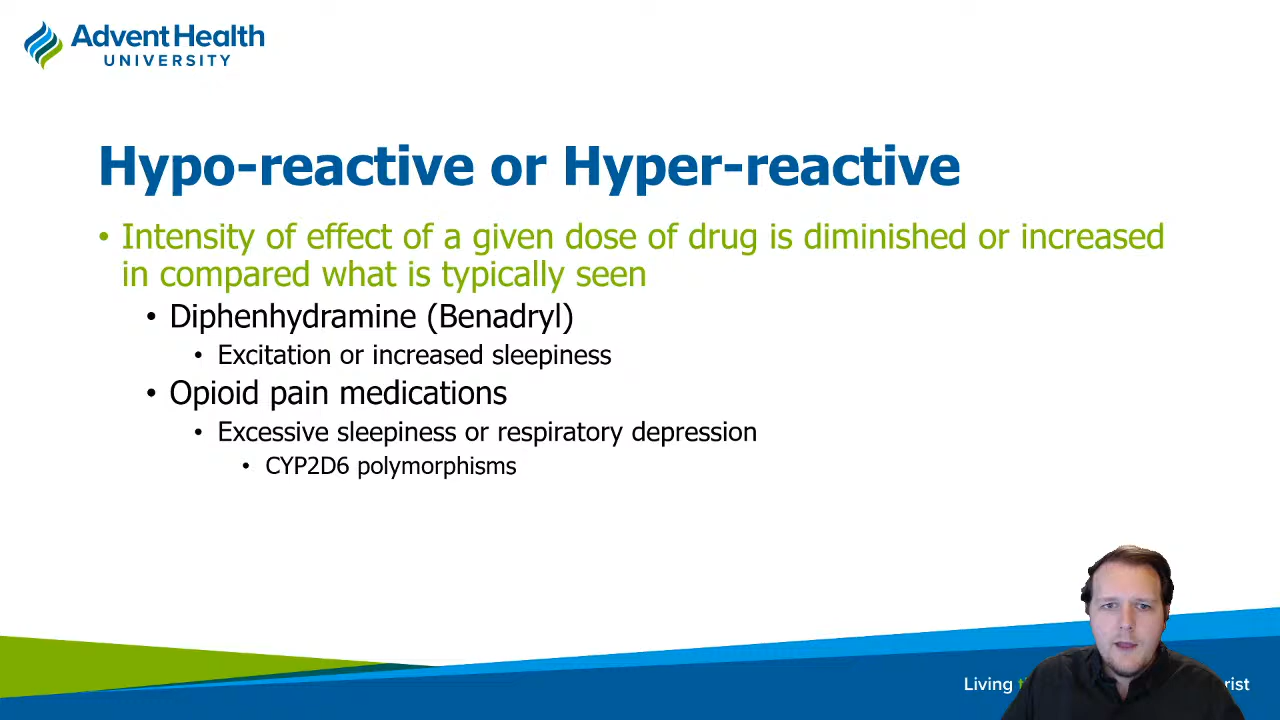 AdventHealth
UNIVERSITY
Hypo-reactive or Hyper-reactive
• Intensity of effect of a given dose of drug is diminished or increased
in compared what is typically seen
• Diphenhydramine (Benadryl)
• Excitation or increased sleepiness
• Opioid pain medications
• Excessive sleepiness or respiratory depression
• CYP2D6 polymorphisms
Living